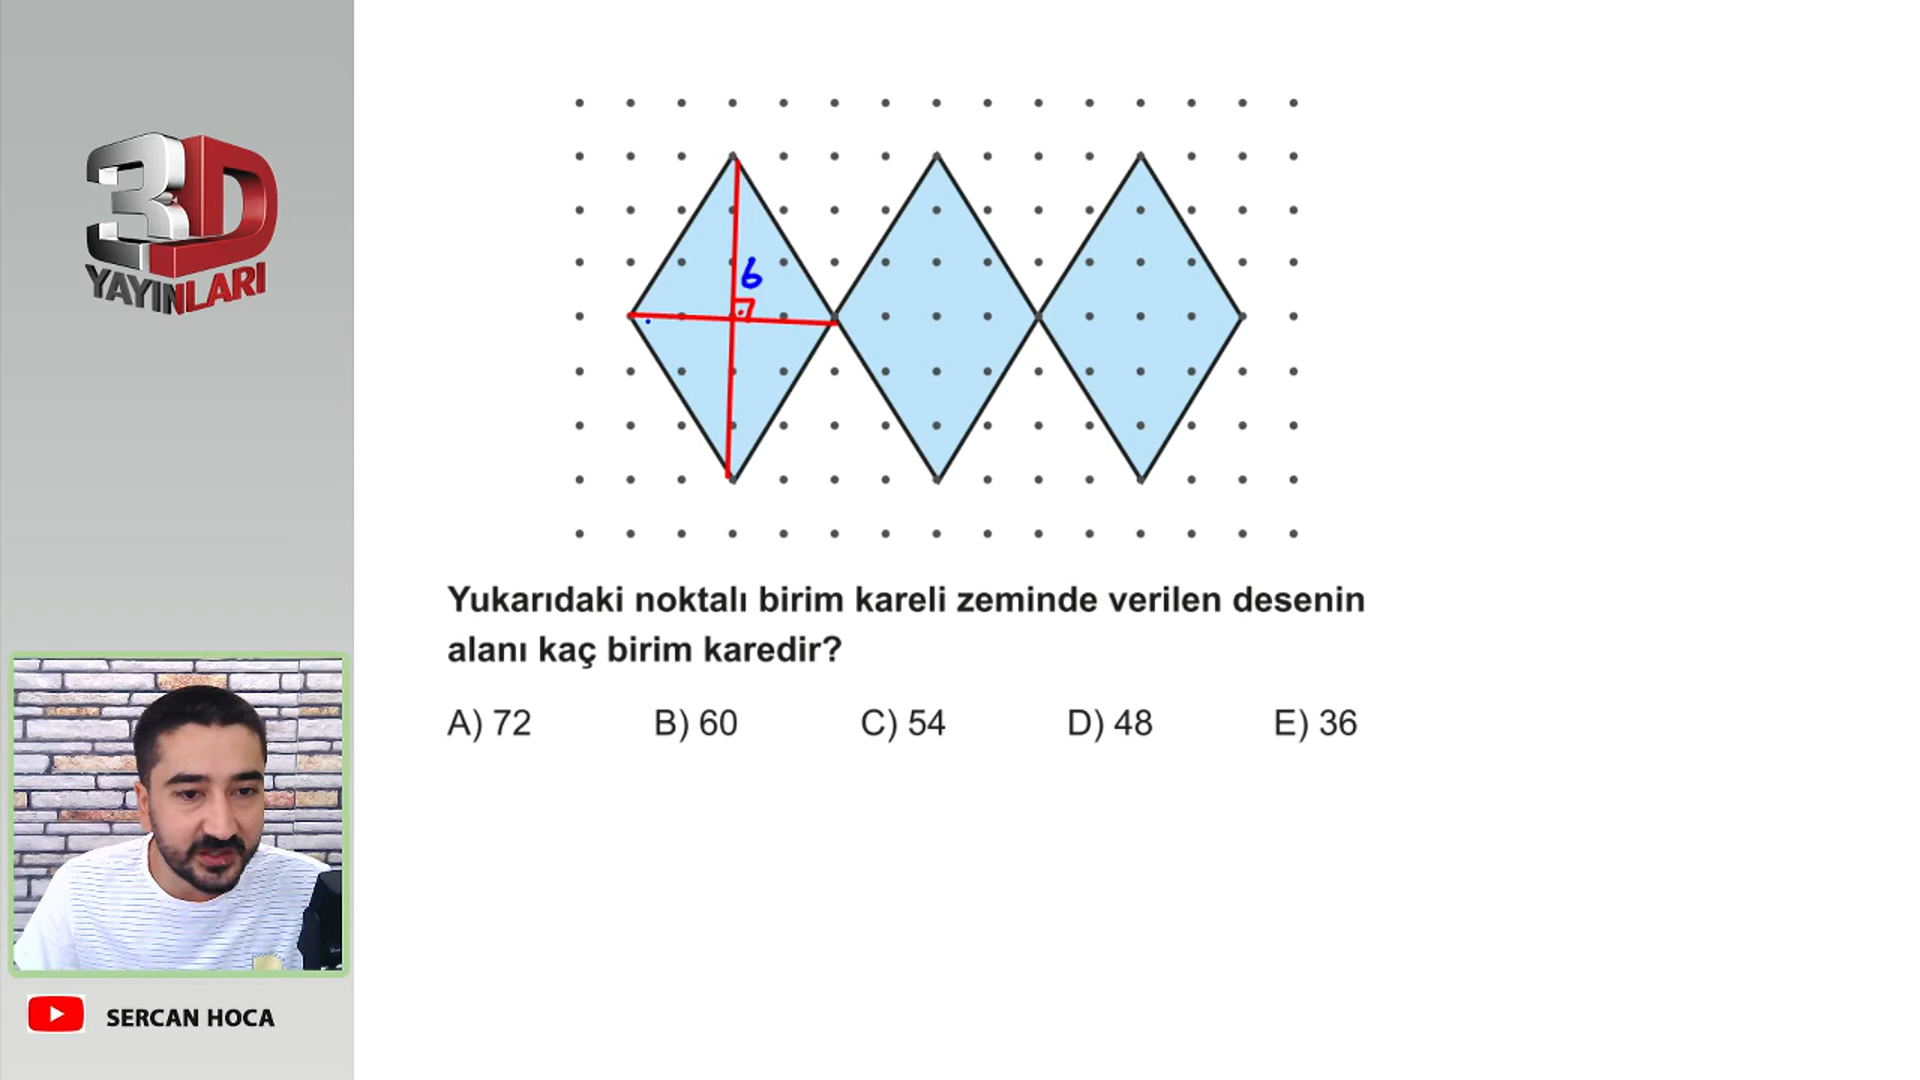 3D
YAYINLARI
6
Yukarıdaki noktalı birim kareli zeminde verilen desenin
alanı kaç birim karedir?
A) 72 B) 60 C) 54 D) 48 E) 36
SERCAN HOCA